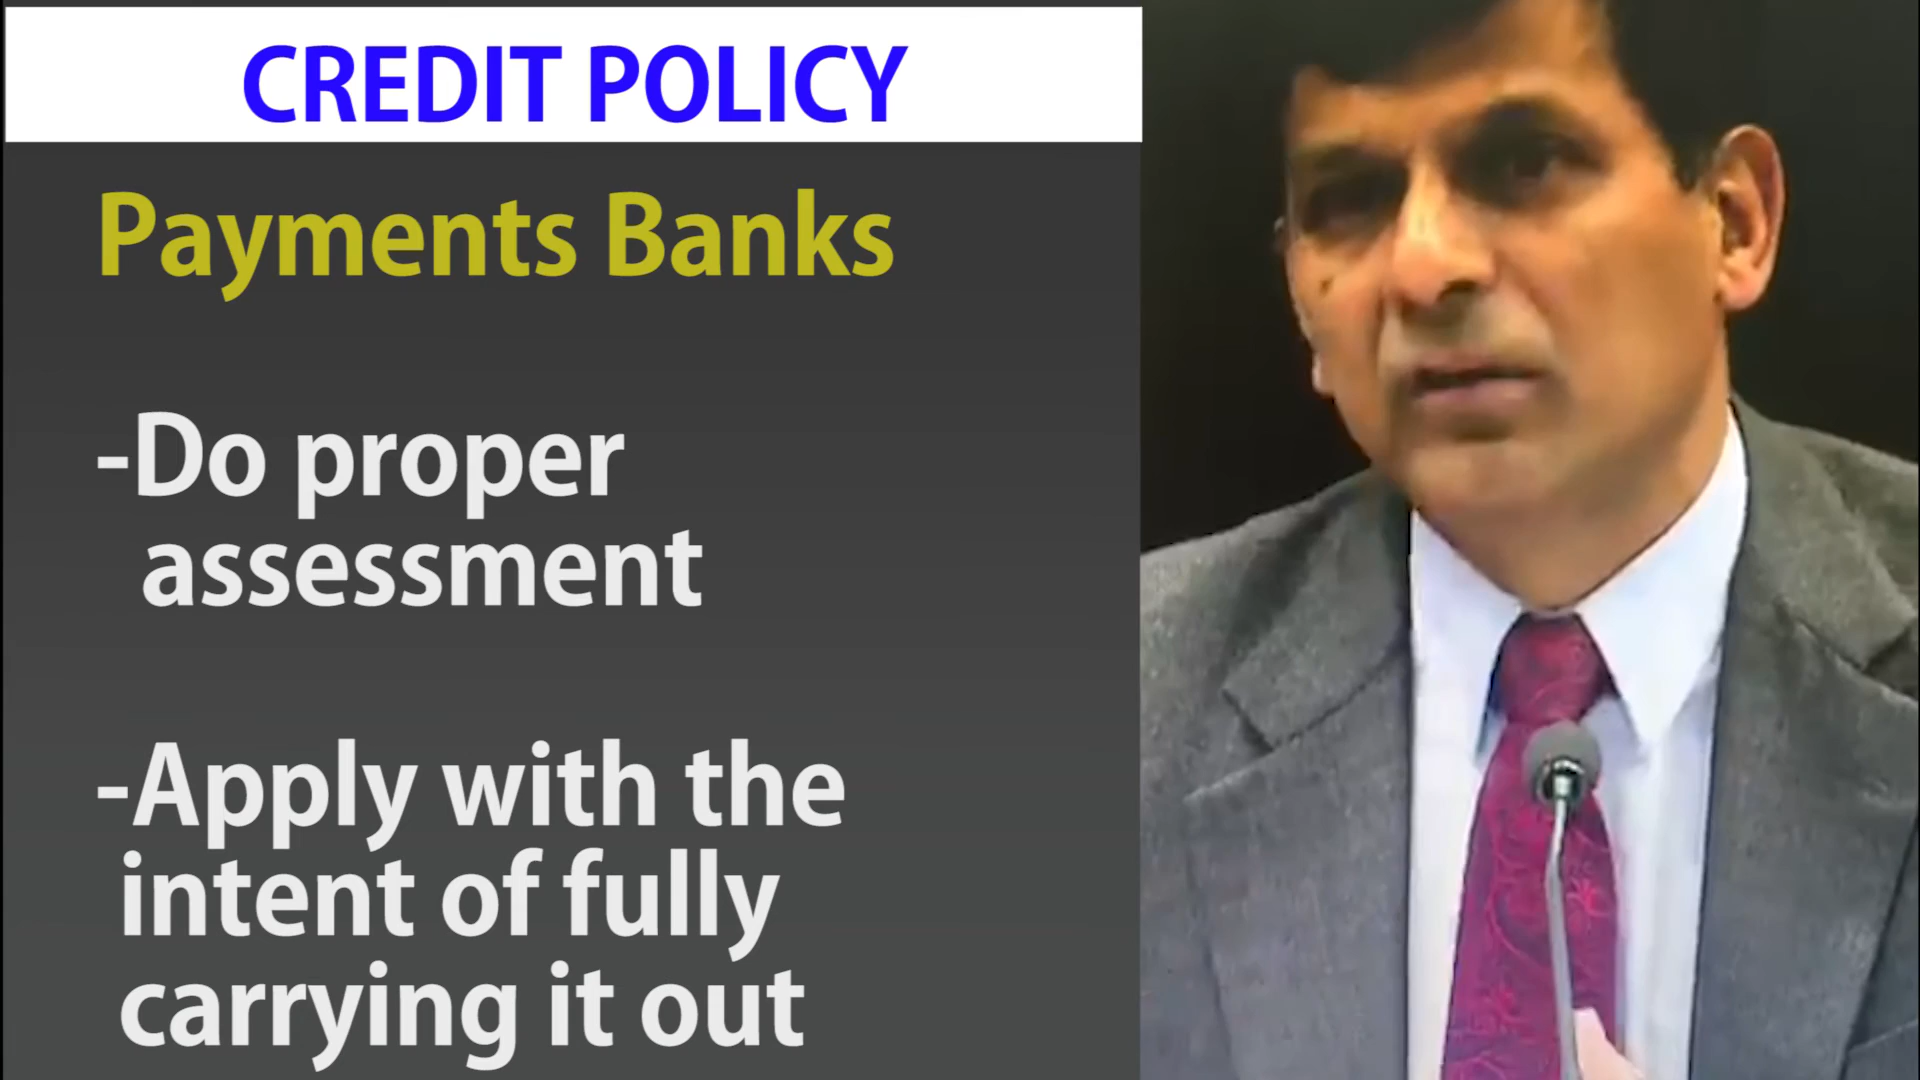 CREDIT POLICY
Payments Banks
-Do proper
assessment
-Apply with the
intent of fully
carrying it out